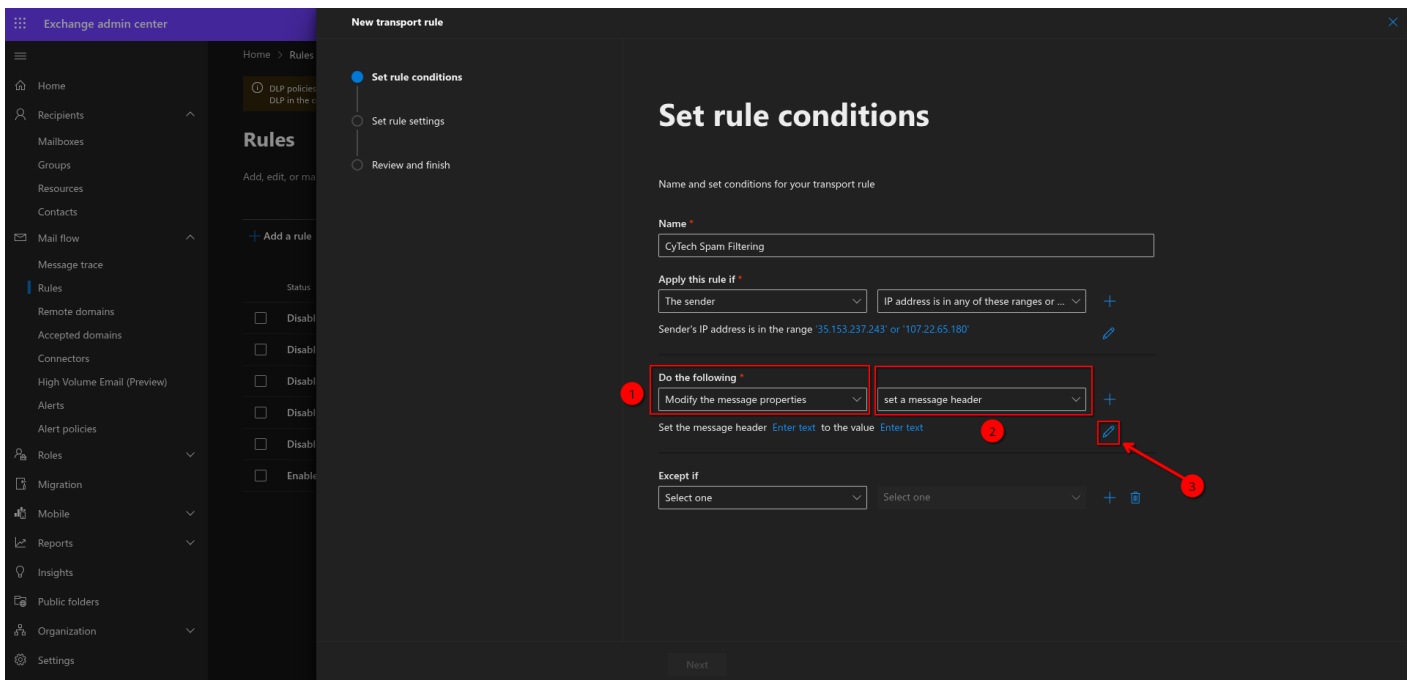 Exchange admin center
New transport rule
Home
Recipients
Mailboxes
Groups
Resources
Contacts
Mail flow
Message trace
Rules
Remote domains
Accepted domains
Connectors
High Volume Email (Preview)
Alerts
Alert policies
Roles
Migration
Mobile
Reports
Insights
Public folders
Organization
Settings
Home > Rules
DLP policies
DLP in the
Rules
Add, edit, or ma
Add a rule
Status
Disabl
Disabl
Disabl
Disabl
Disabl
Enable
Set rule conditions
Set rule settings
Review and finish
Set rule conditions
Name and set conditions for your transport rule
Name *
CyTech Spam Filtering
Apply this rule if *
The sender IP address is in any of these ranges or ...
Sender's IP address is in the range '35.153.237.243' or '107.22.65.180'
Do the following *
1
Modify the message properties set a message header
Set the message header Enter text to the value Enter text
2
3
Except if
Select one Select one
Next